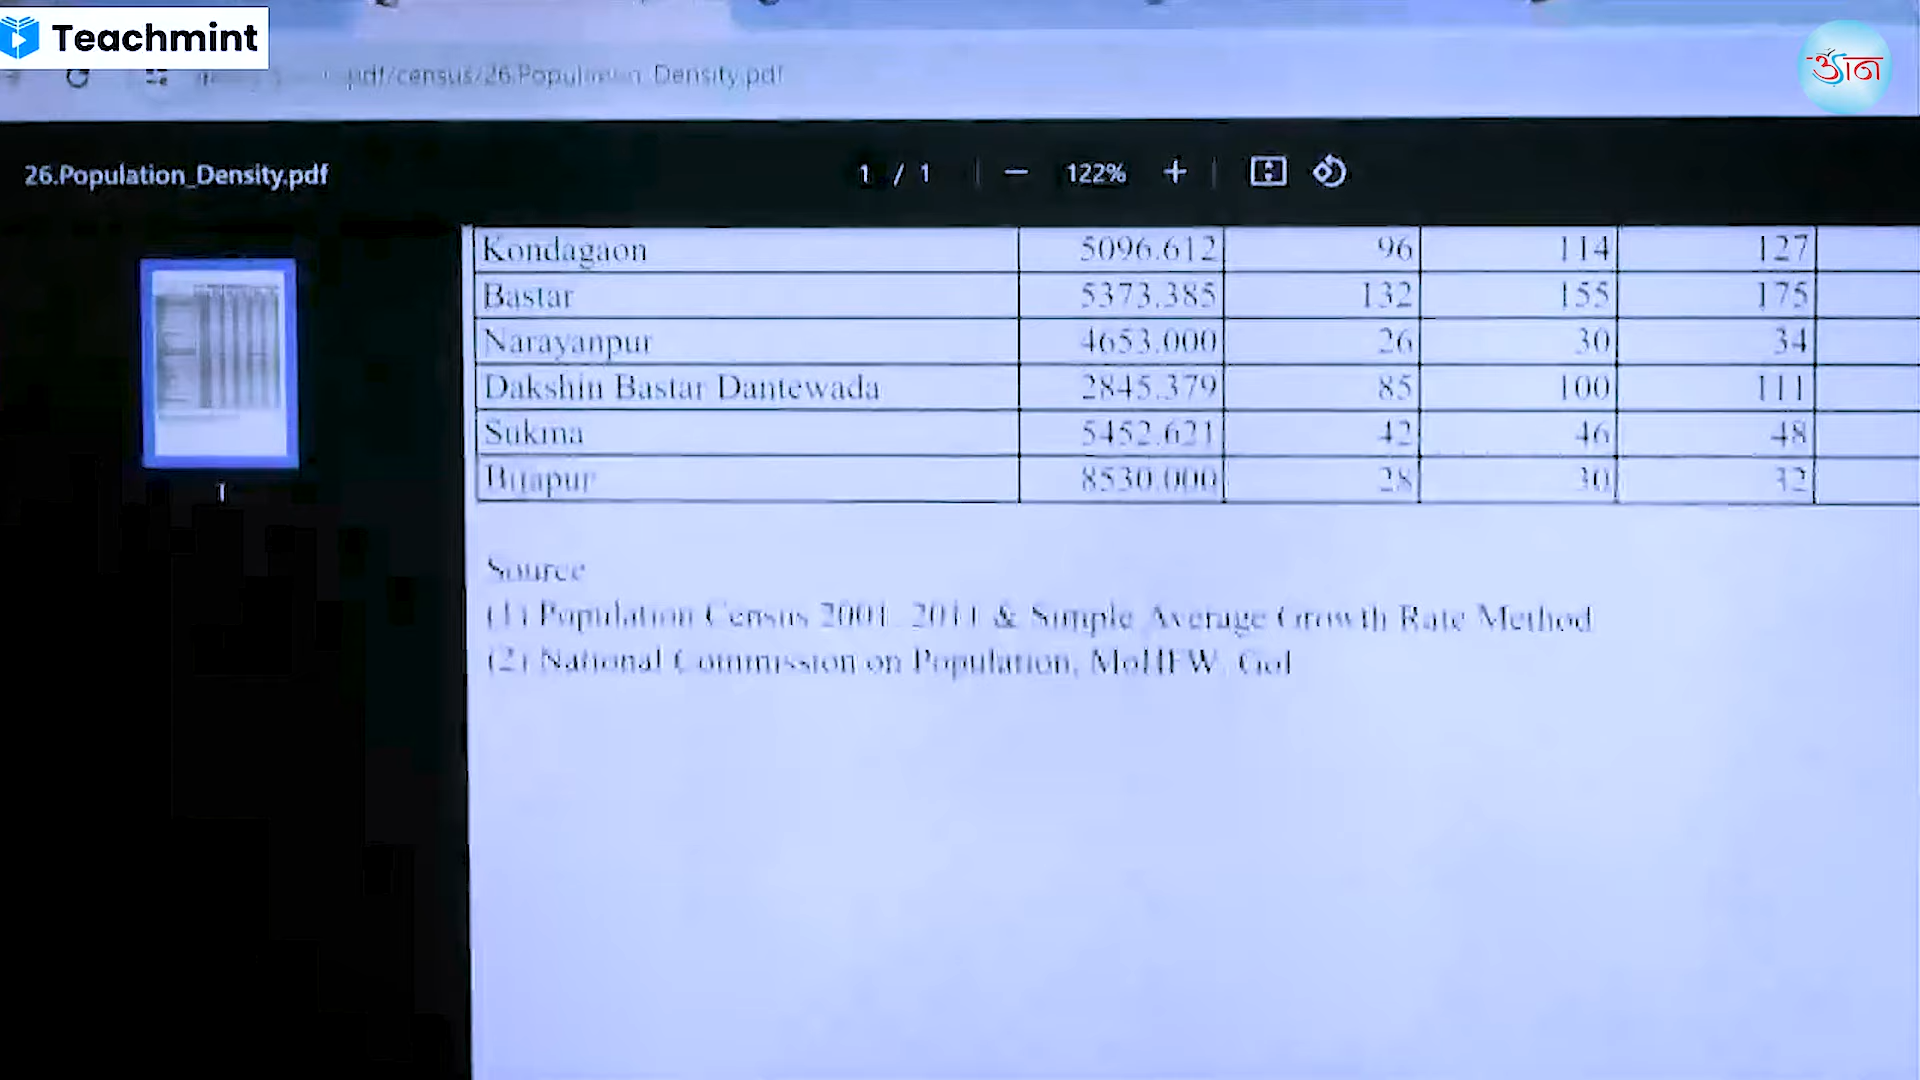 Teachmint
ज्ञान
pdf/census/26.Population_Density.pdf
26.Population_Density.pdf 1 / 1 122%
Kondagaon 5096.612 96 114 127
Bastar 5373.385 132 155 175
Narayanpur 4653.000 26 30 34
Dakshin Bastar Dantewada 2845.379 85 100 111
Sukma 5452.621 42 46 48
Bijapur 8530.000 28 30 32
1
Source
(1) Population Census 2001, 2011 & Simple Average Growth Rate Method
(2) National Commission on Population, MoHFW, GoI